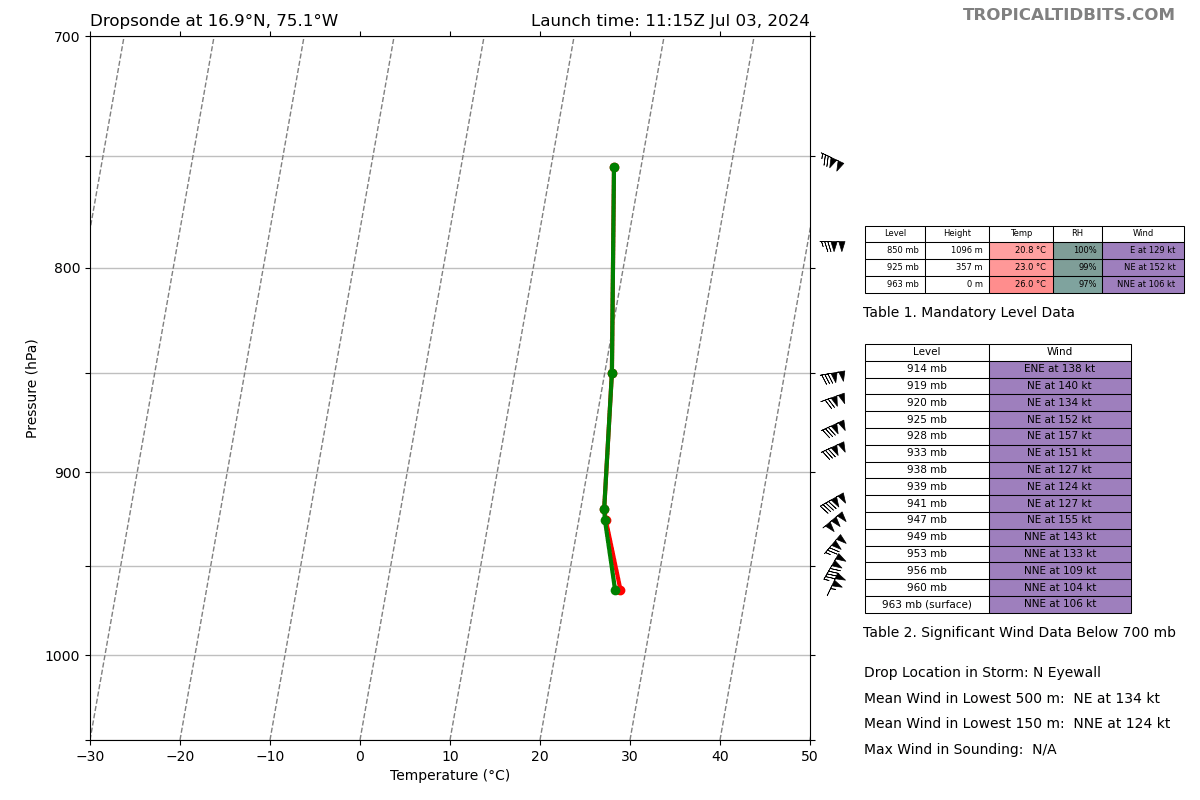 Dropsonde at 16.9°N, 75.1°W
Launch time: 11:15Z Jul 03, 2024
TROPICALTIDBITS.COM
700
800
900
1000
Pressure (hPa)
−30 −20 −10 0 10 20 30 40 50
Temperature (°C)
Level Height Temp RH Wind
850 mb 1096 m 20.8 °C 100% E at 129 kt
925 mb 357 m 23.0 °C 99% NE at 152 kt
963 mb 0 m 26.0 °C 97% NNE at 106 kt
Table 1. Mandatory Level Data
Level Wind
914 mb ENE at 138 kt
919 mb NE at 140 kt
920 mb NE at 134 kt
925 mb NE at 152 kt
928 mb NE at 157 kt
933 mb NE at 151 kt
938 mb NE at 127 kt
939 mb NE at 124 kt
941 mb NE at 127 kt
947 mb NE at 155 kt
949 mb NNE at 143 kt
953 mb NNE at 133 kt
956 mb NNE at 109 kt
960 mb NNE at 104 kt
963 mb (surface) NNE at 106 kt
Table 2. Significant Wind Data Below 700 mb
Drop Location in Storm: N Eyewall
Mean Wind in Lowest 500 m: NE at 134 kt
Mean Wind in Lowest 150 m: NNE at 124 kt
Max Wind in Sounding: N/A